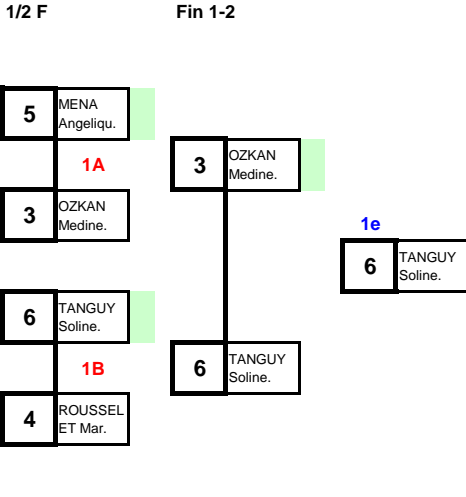 1/2 F
Fin 1-2
5
MENA
Angeliqu.
1A
3
OZKAN
Medine.
3
OZKAN
Medine.
1e
6
TANGUY
Soline.
6
TANGUY
Soline.
1B
6
TANGUY
Soline.
4
ROUSSEL
ET Mar.